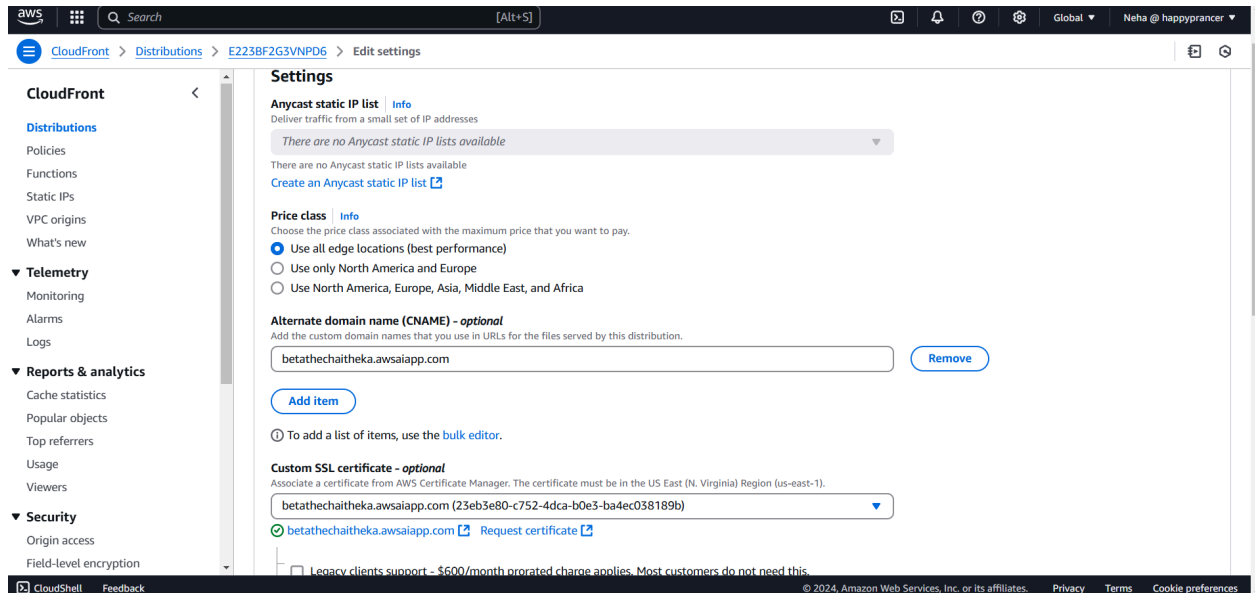 aws
Search
[Alt+S]
Global
Neha @ happyprancer
CloudFront > Distributions > E223BF2G3VNPD6 > Edit settings
CloudFront
Distributions
Policies
Functions
Static IPs
VPC origins
What's new
Telemetry
Monitoring
Alarms
Logs
Reports & analytics
Cache statistics
Popular objects
Top referrers
Usage
Viewers
Security
Origin access
Field-level encryption
Settings
Anycast static IP list Info
Deliver traffic from a small set of IP addresses
There are no Anycast static IP lists available
There are no Anycast static IP lists available
Create an Anycast static IP list
Price class Info
Choose the price class associated with the maximum price that you want to pay.
Use all edge locations (best performance)
Use only North America and Europe
Use North America, Europe, Asia, Middle East, and Africa
Alternate domain name (CNAME) - optional
Add the custom domain names that you use in URLs for the files served by this distribution.
betathechaitheka.awsaiapp.com
Remove
Add item
To add a list of items, use the bulk editor.
Custom SSL certificate - optional
Associate a certificate from AWS Certificate Manager. The certificate must be in the US East (N. Virginia) Region (us-east-1).
betathechaitheka.awsaiapp.com (23eb3e80-c752-4dca-b0e3-ba4ec038189b)
betathechaitheka.awsaiapp.com Request certificate
Legacy clients support - $600/month prorated charge applies. Most customers do not need this.
CloudShell Feedback
© 2024, Amazon Web Services, Inc. or its affiliates. Privacy Terms Cookie preferences